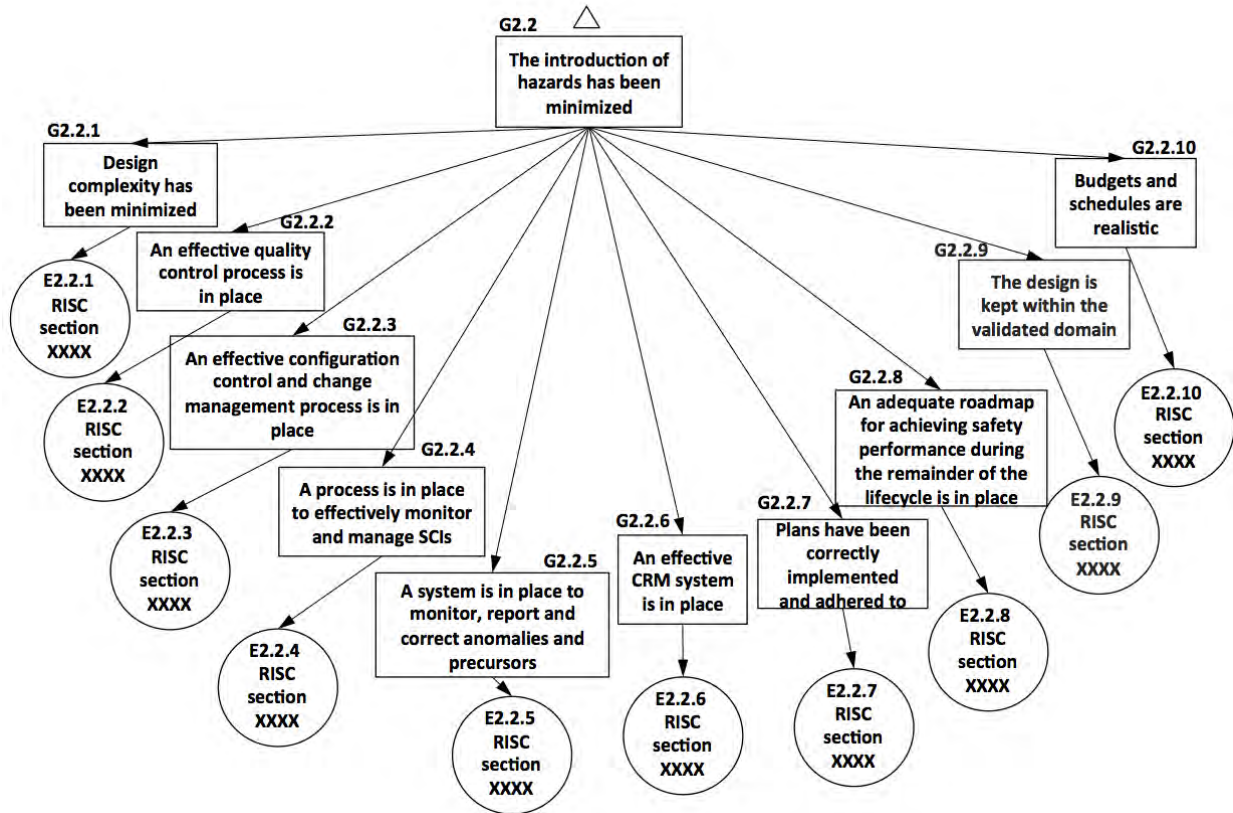 G2.2
The introduction of
hazards has been
minimized
G2.2.1
Design
complexity has
been minimized
E2.2.1
RISC
section
XXXX
G2.2.2
An effective quality
control process is
in place
E2.2.2
RISC
section
XXXX
G2.2.3
An effective configuration
control and change
management process is in
place
E2.2.3
RISC
section
XXXX
G2.2.4
A process is in place
to effectively monitor
and manage SCIs
E2.2.4
RISC
section
XXXX
G2.2.5
A system is in place to
monitor, report and
correct anomalies and
precursors
E2.2.5
RISC
section
XXXX
G2.2.6
An effective
CRM system
is in place
E2.2.6
RISC
section
XXXX
G2.2.7
Plans have been
correctly
implemented
and adhered to
E2.2.7
RISC
section
XXXX
G2.2.8
An adequate roadmap
for achieving safety
performance during
the remainder of the
lifecycle is in place
E2.2.8
RISC
section
XXXX
G2.2.9
The design is
kept within the
validated domain
E2.2.9
RISC
section
XXXX
G2.2.10
Budgets and
schedules are
realistic
E2.2.10
RISC
section
XXXX